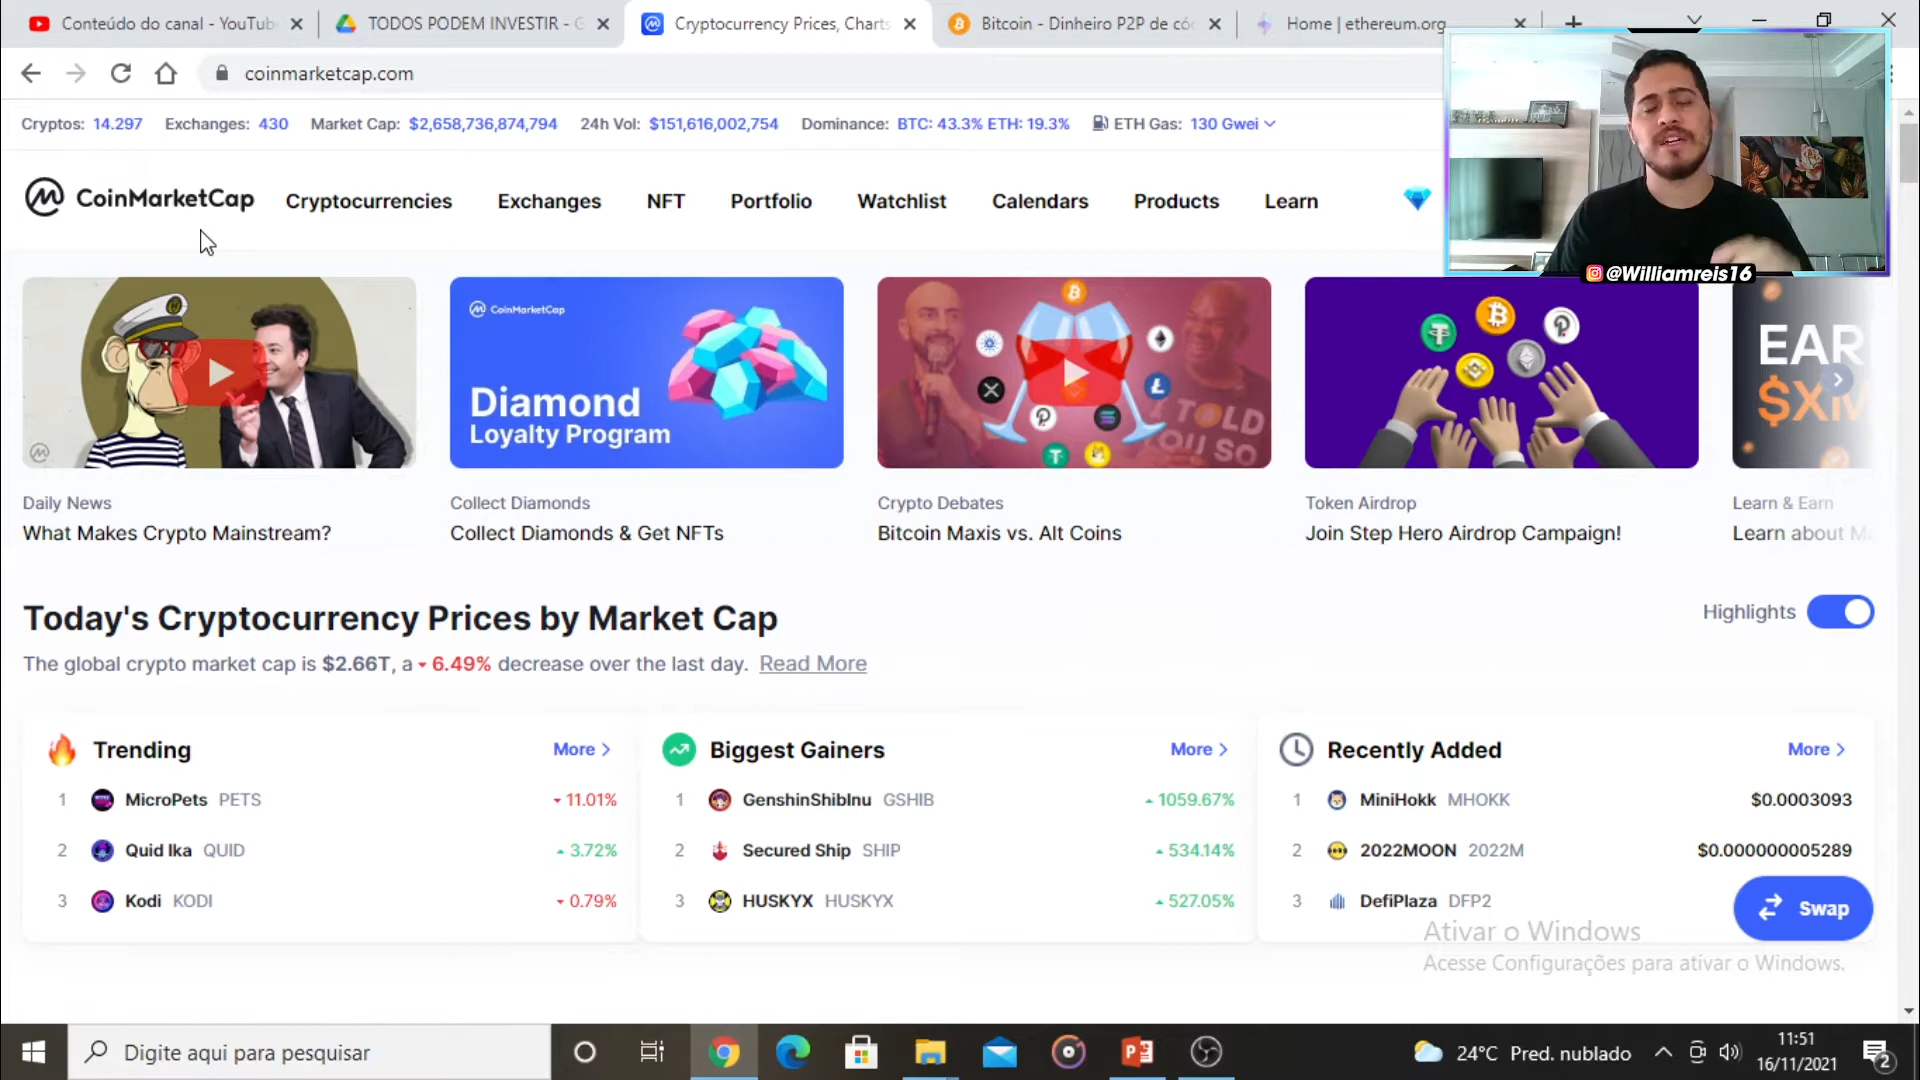 Conteúdo do canal - YouTub
TODOS PODEM INVESTIR - G
Cryptocurrency Prices, Charts
Bitcoin - Dinheiro P2P de cóc
Home | ethereum.org
coinmarketcap.com
Cryptos: 14.297 Exchanges: 430 Market Cap: $2,658,736,874,794 24h Vol: $151,616,002,754 Dominance: BTC: 43.3% ETH: 19.3% ETH Gas: 130 Gwei
CoinMarketCap Cryptocurrencies Exchanges NFT Portfolio Watchlist Calendars Products Learn
@Williamreis16
CoinMarketCap
Diamond
Loyalty Program
I TOLD
YOU SO
EAR
$XM
Daily News
What Makes Crypto Mainstream?
Collect Diamonds
Collect Diamonds & Get NFTs
Crypto Debates
Bitcoin Maxis vs. Alt Coins
Token Airdrop
Join Step Hero Airdrop Campaign!
Learn & Earn
Learn about M
Today's Cryptocurrency Prices by Market Cap
Highlights
The global crypto market cap is $2.66T, a 6.49% decrease over the last day. Read More
Trending More
1 MicroPets PETS 11.01%
2 Quid Ika QUID 3.72%
3 Kodi KODI 0.79%
Biggest Gainers More
1 GenshinShibInu GSHIB 1059.67%
2 Secured Ship SHIP 534.14%
3 HUSKYX HUSKYX 527.05%
Recently Added More
1 MiniHokk MHOKK $0.0003093
2 2022MOON 2022M $0.000000005289
3 DefiPlaza DFP2
Swap
Ativar o Windows
Acesse Configurações para ativar o Windows.
Digite aqui para pesquisar
24°C Pred. nublado
11:51
16/11/2021
2